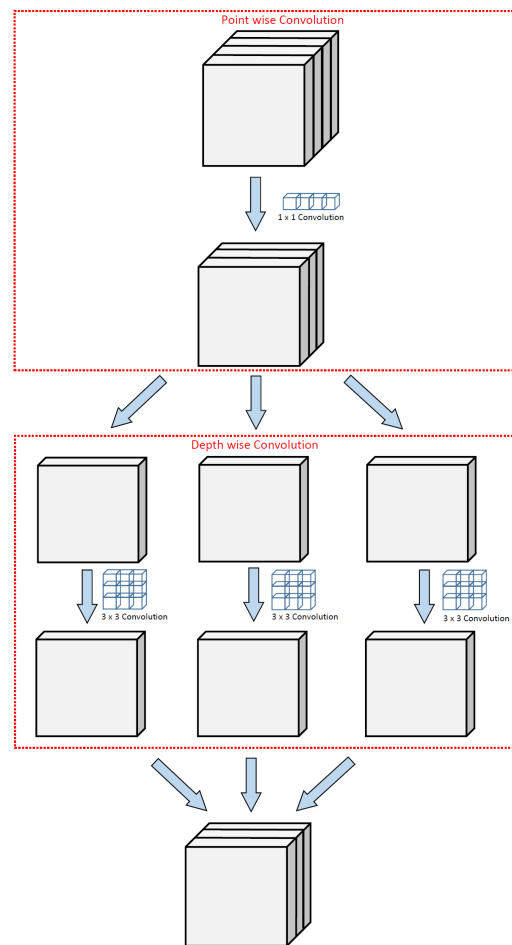 Point wise Convolution
1 x 1 Convolution
Depth wise Convolution
3 x 3 Convolution
3 x 3 Convolution
3 x 3 Convolution